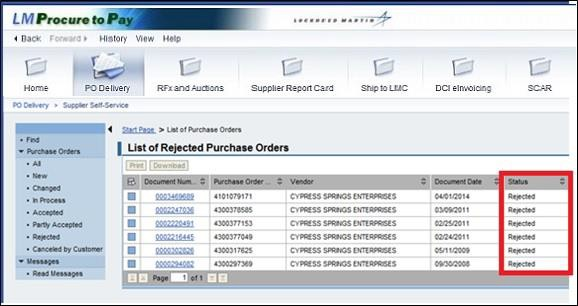 LM Procure to Pay
LOCKHEED MARTIN
Back Forward History View Help
Home PO Delivery RFx and Auctions Supplier Report Card Ship to LMC DCI eInvoicing SCAR
PO Delivery > Supplier Self-Service
Find
Purchase Orders
All
New
Changed
In Process
Accepted
Partly Accepted
Rejected
Canceled by Customer
Messages
Read Messages
Start Page > List of Purchase Orders
List of Rejected Purchase Orders
Print Download
Document Num... Purchase Order ... Vendor Document Date Status
0003469689 4101079171 CYPRESS SPRINGS ENTERPRISES 04/01/2014 Rejected
0002247036 4300378585 CYPRESS SPRINGS ENTERPRISES 03/09/2011 Rejected
0002220491 4300377153 CYPRESS SPRINGS ENTERPRISES 02/25/2011 Rejected
0002216445 4300377049 CYPRESS SPRINGS ENTERPRISES 02/24/2011 Rejected
0000302826 4300317625 CYPRESS SPRINGS ENTERPRISES 05/11/2009 Rejected
0000294082 4300297369 CYPRESS SPRINGS ENTERPRISES 09/30/2008 Rejected
Page 1 of 1